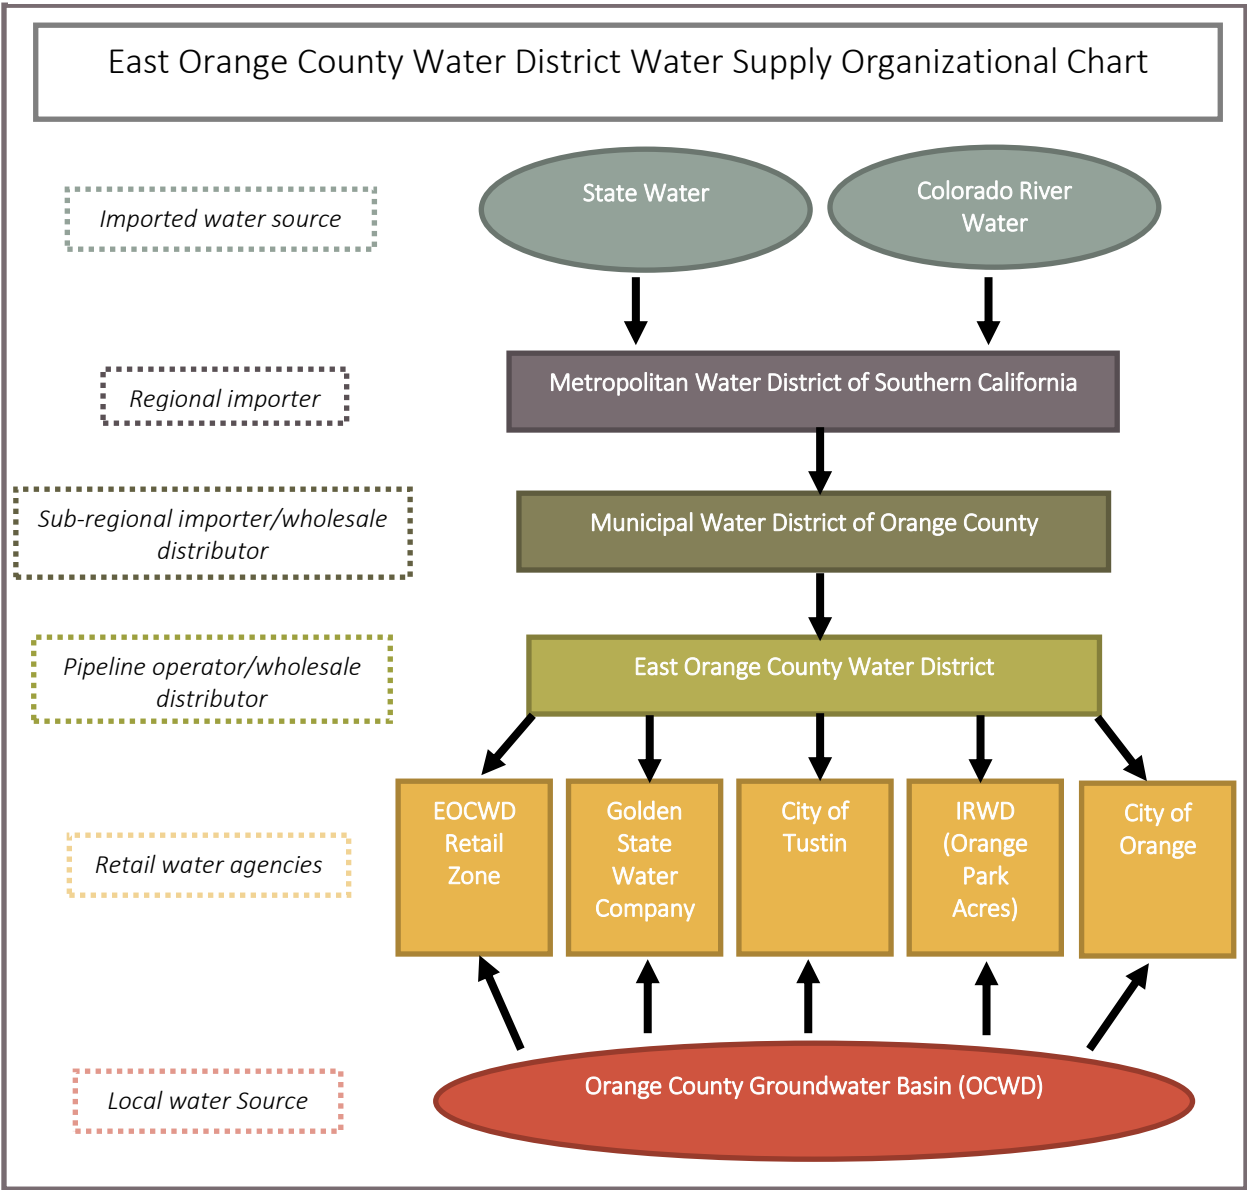 East Orange County Water District Water Supply Organizational Chart
Imported water source
State Water
Colorado River
Water
Regional importer
Metropolitan Water District of Southern California
Sub-regional importer/wholesale
distributor
Municipal Water District of Orange County
Pipeline operator/wholesale
distributor
East Orange County Water District
Retail water agencies
EOCWD
Retail
Zone
Golden
State
Water
Company
City of
Tustin
IRWD
(Orange
Park
Acres)
City of
Orange
Local water Source
Orange County Groundwater Basin (OCWD)